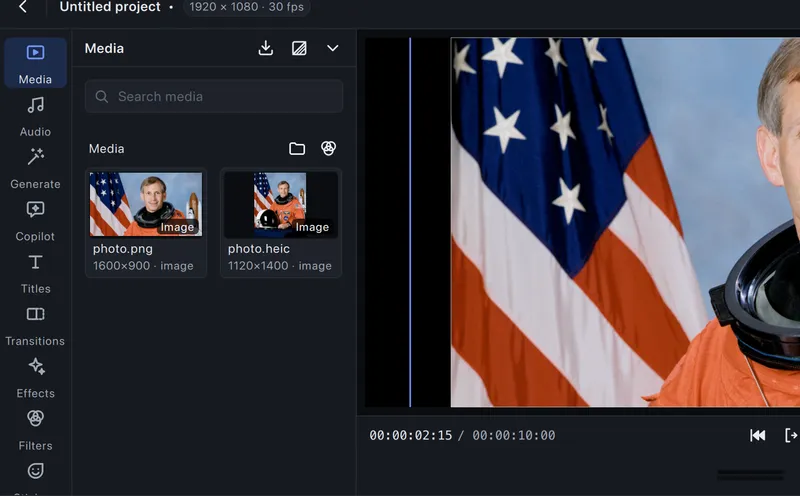 Untitled project • 1920 × 1080 · 30 fps
Media
Search media
Media
Image
photo.png
1600×900 · image
Image
photo.heic
1120×1400 · image
Media
Audio
Generate
Copilot
Titles
Transitions
Effects
Filters
00:00:02:15 / 00:00:10:00